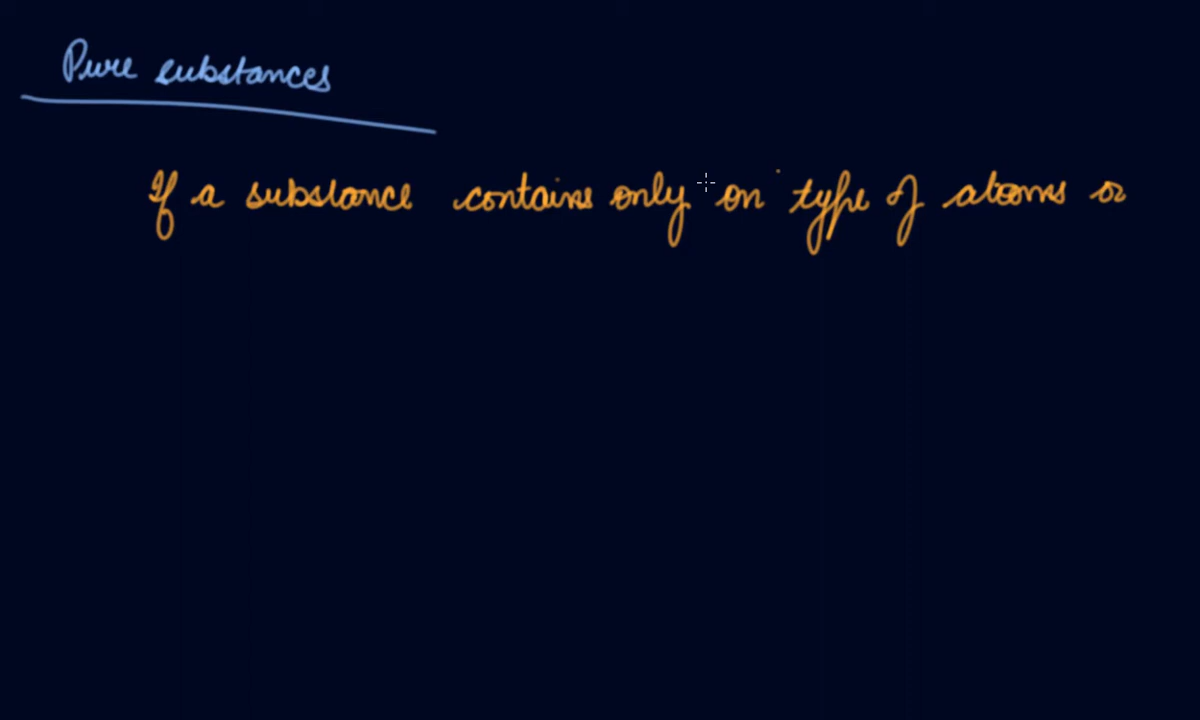 Pure substances
If a substance contains only on type of atoms or